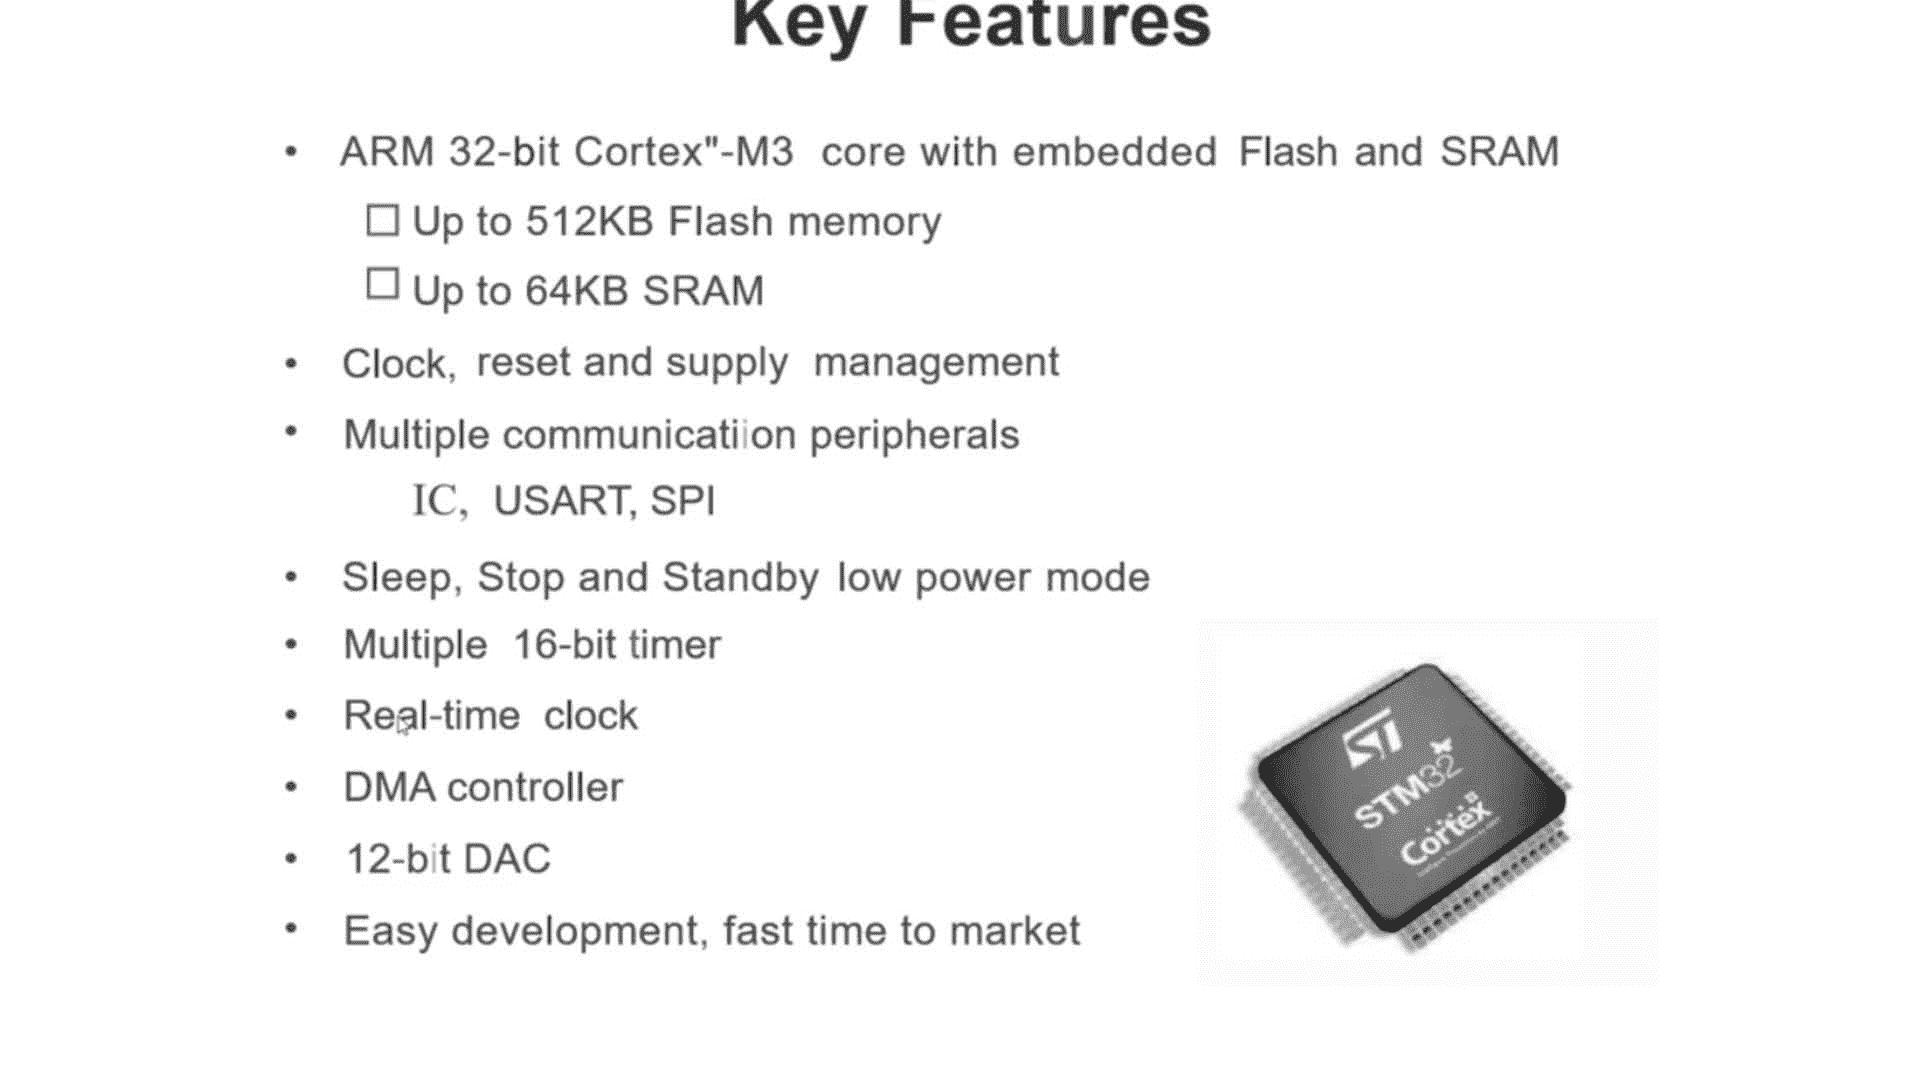 Key Features
• ARM 32-bit Cortex"-M3 core with embedded Flash and SRAM
☐ Up to 512KB Flash memory
☐ Up to 64KB SRAM
• Clock, reset and supply management
• Multiple communicatiion peripherals
IC, USART, SPI
• Sleep, Stop and Standby low power mode
• Multiple 16-bit timer
• Real-time clock
• DMA controller
• 12-bit DAC
• Easy development, fast time to market
ST
STM32
Cortex